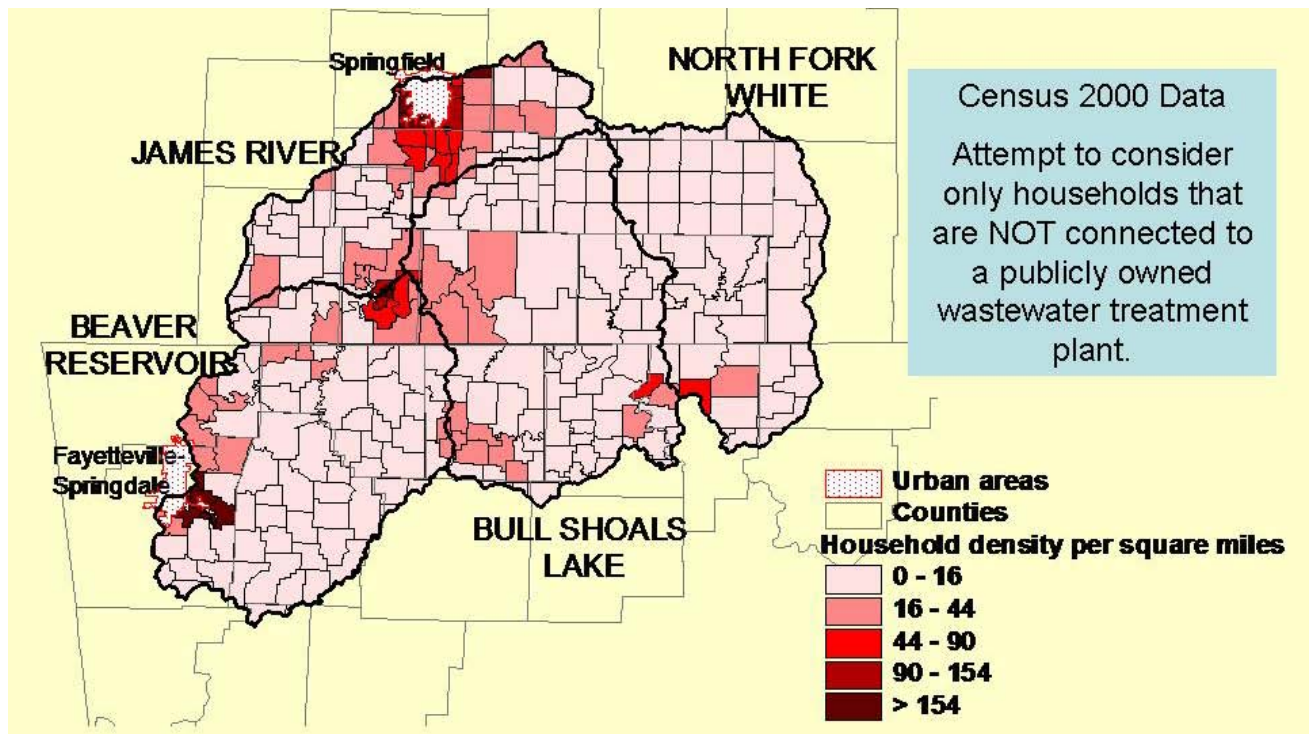 Springfield
NORTH FORK
WHITE
JAMES RIVER
BEAVER
RESERVOIR
Fayetteville-
Springdale
BULL SHOALS
LAKE
Census 2000 Data
Attempt to consider
only households that
are NOT connected to
a publicly owned
wastewater treatment
plant.
Urban areas
Counties
Household density per square miles
0 - 16
16 - 44
44 - 90
90 - 154
> 154